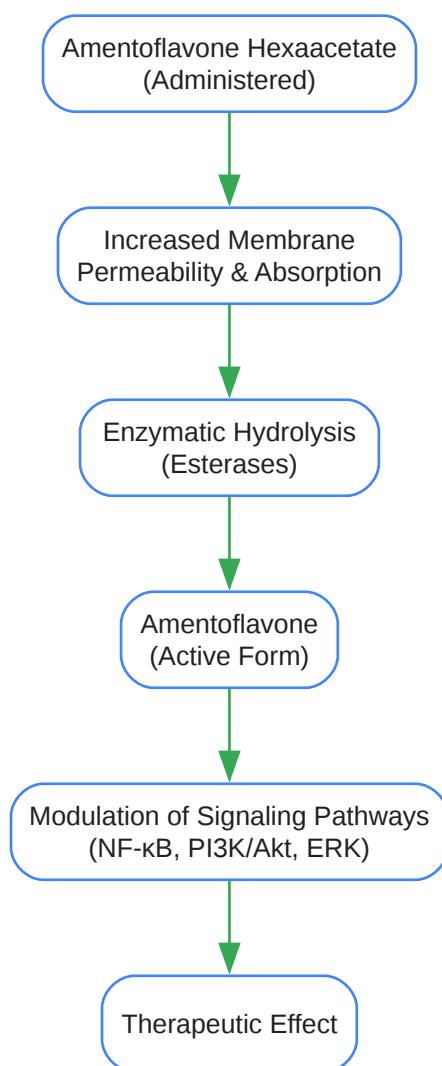 Amentoflavone Hexaacetate
(Administered)
Increased Membrane
Permeability & Absorption
Enzymatic Hydrolysis
(Esterases)
Amentoflavone
(Active Form)
Modulation of Signaling Pathways
(NF-κB, PI3K/Akt, ERK)
Therapeutic Effect